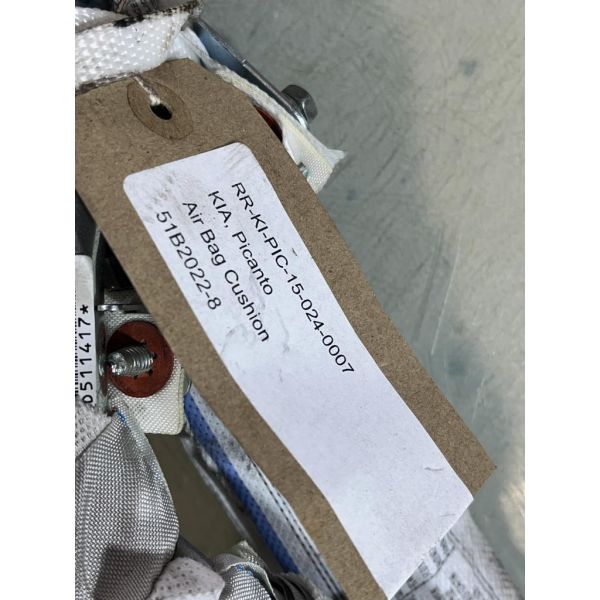 RR-KI-PIC-15-024-0007
KIA, Picanto
Air Bag Cushion
51B2022-8
0511417*